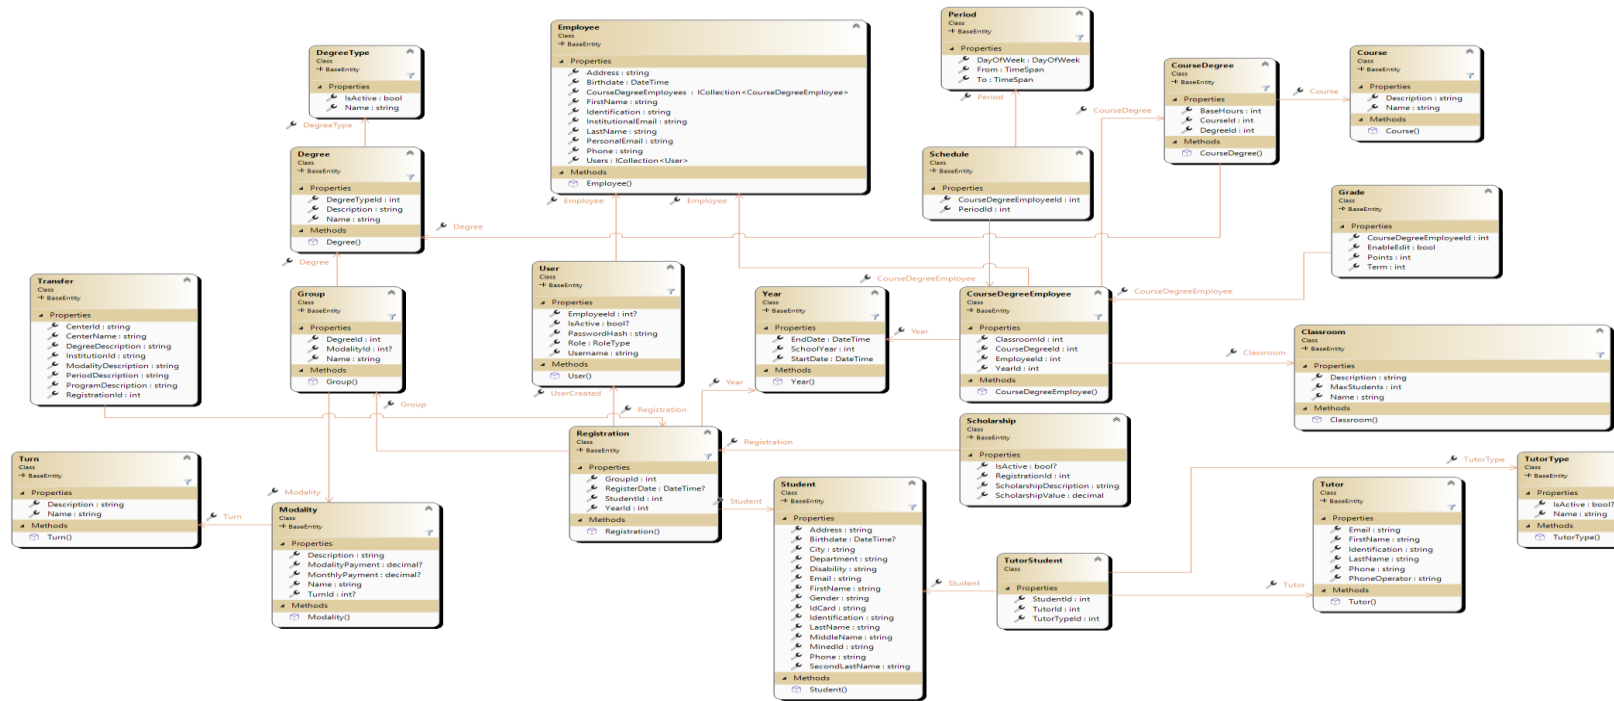 DegreeType
Class
BaseEntity
Properties
IsActive : bool
Name : string
DegreeType
Degree
Class
BaseEntity
Properties
DegreeTypeId : int
Description : string
Name : string
Methods
Degree()
Degree
Degree
Transfer
Class
BaseEntity
Properties
CenterId : string
CenterName : string
DegreeDescription : string
InstitutionId : string
ModalityDescription : string
PeriodDescription : string
ProgramDescription : string
RegistrationId : int
Group
Class
BaseEntity
Properties
DegreeId : int
ModalityId : int?
Name : string
Methods
Group()
Group
Turn
Class
BaseEntity
Properties
Description : string
Name : string
Methods
Turn()
Turn
Modality
Modality
Class
BaseEntity
Properties
Description : string
ModalityPayment : decimal?
MonthlyPayment : decimal?
Name : string
TurnId : int?
Methods
Modality()
Employee
Class
BaseEntity
Properties
Address : string
Birthdate : DateTime
CourseDegreeEmployees : ICollection<CourseDegreeEmployee>
FirstName : string
Identification : string
InstitutionalEmail : string
LastName : string
PersonalEmail : string
Phone : string
Users : ICollection<User>
Methods
Employee()
Employee
Employee
User
Class
BaseEntity
Properties
EmployeeId : int?
IsActive : bool?
PasswordHash : string
Role : RoleType
Username : string
Methods
User()
UserCreated
Registration
Year
Registration
Class
BaseEntity
Properties
GroupId : int
RegisterDate : DateTime?
StudentId : int
YearId : int
Methods
Registration()
Registration
Student
Year
Class
BaseEntity
Properties
EndDate : DateTime
SchoolYear : int
StartDate : DateTime
Methods
Year()
Year
Student
Class
BaseEntity
Properties
Address : string
Birthdate : DateTime?
City : string
Department : string
Disability : string
Email : string
FirstName : string
Gender : string
IdCard : string
Identification : string
LastName : string
MiddleName : string
MinedId : string
Phone : string
SecondLastName : string
Methods
Student()
Period
Class
BaseEntity
Properties
DayOfWeek : DayOfWeek
From : TimeSpan
To : TimeSpan
Period
Schedule
Class
BaseEntity
Properties
CourseDegreeEmployeeId : int
PeriodId : int
CourseDegreeEmployee
CourseDegreeEmployee
Class
BaseEntity
Properties
ClassroomId : int
CourseDegreeId : int
EmployeeId : int
YearId : int
Methods
CourseDegreeEmployee()
Scholarship
Class
BaseEntity
Properties
IsActive : bool?
RegistrationId : int
ScholarshipDescription : string
ScholarshipValue : decimal
TutorStudent
Class
Properties
StudentId : int
TutorId : int
TutorTypeId : int
Student
Tutor
TutorType
CourseDegree
CourseDegree
Class
BaseEntity
Properties
BaseHours : int
CourseId : int
DegreeId : int
Methods
CourseDegree()
Course
Course
Class
BaseEntity
Properties
Description : string
Name : string
Methods
Course()
Grade
Class
BaseEntity
Properties
CourseDegreeEmployeeId : int
EnableEdit : bool
Points : int
Term : int
CourseDegreeEmployee
Classroom
Classroom
Class
BaseEntity
Properties
Description : string
MaxStudents : int
Name : string
Methods
Classroom()
Tutor
Class
BaseEntity
Properties
Email : string
FirstName : string
Identification : string
LastName : string
Phone : string
PhoneOperator : string
Methods
Tutor()
TutorType
Class
BaseEntity
Properties
IsActive : bool?
Name : string
Methods
TutorType()